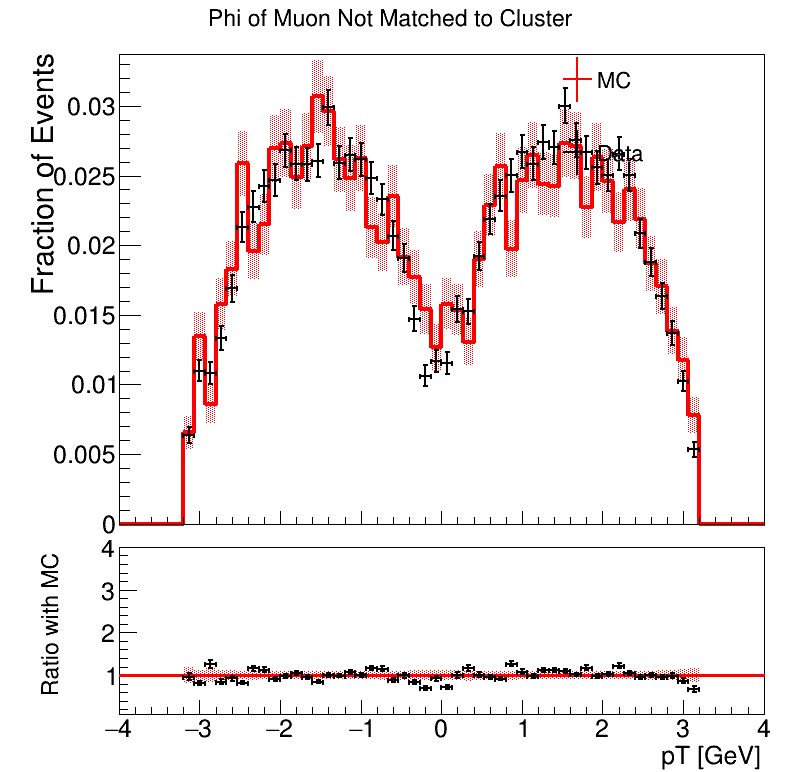 Phi of Muon Not Matched to Cluster
Fraction of Events
0.03
0.025
0.02
0.015
0.01
0.005
0
MC
Data
Ratio with MC
4
3
2
1
−4 −3 −2 −1 0 1 2 3 4
pT [GeV]